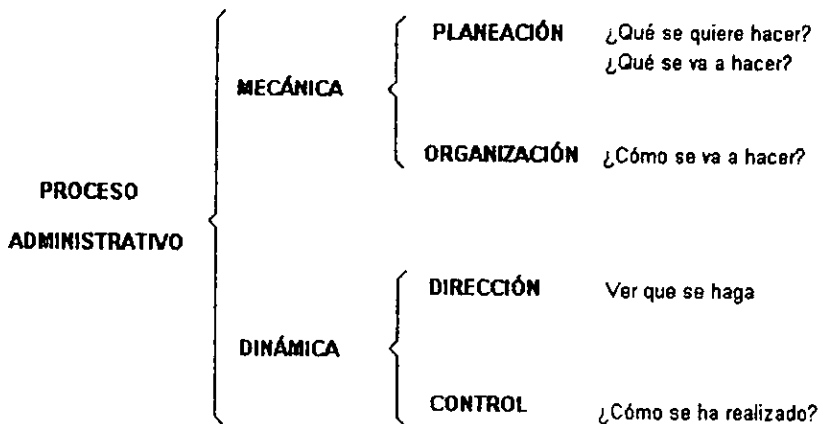 PROCESO
ADMINISTRATIVO
MECÁNICA
PLANEACIÓN ¿Qué se quiere hacer?
¿Qué se va a hacer?
ORGANIZACIÓN ¿Cómo se va a hacer?
DINÁMICA
DIRECCIÓN Ver que se haga
CONTROL ¿Cómo se ha realizado?